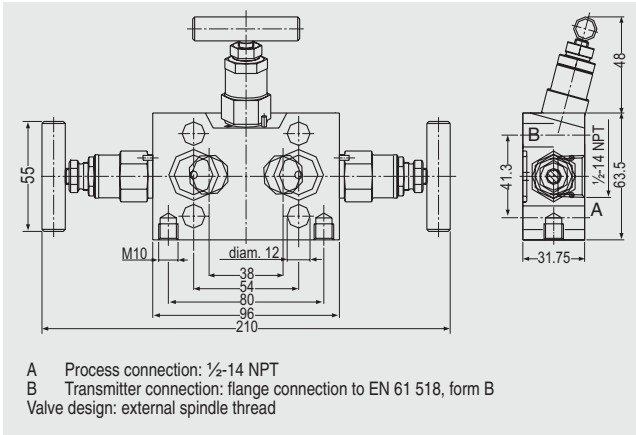 55
M10
diam. 12
38
54
80
96
210
48
B
41.3
½-14 NPT
63.5
A
31.75
A Process connection: ½-14 NPT
B Transmitter connection: flange connection to EN 61 518, form B
Valve design: external spindle thread